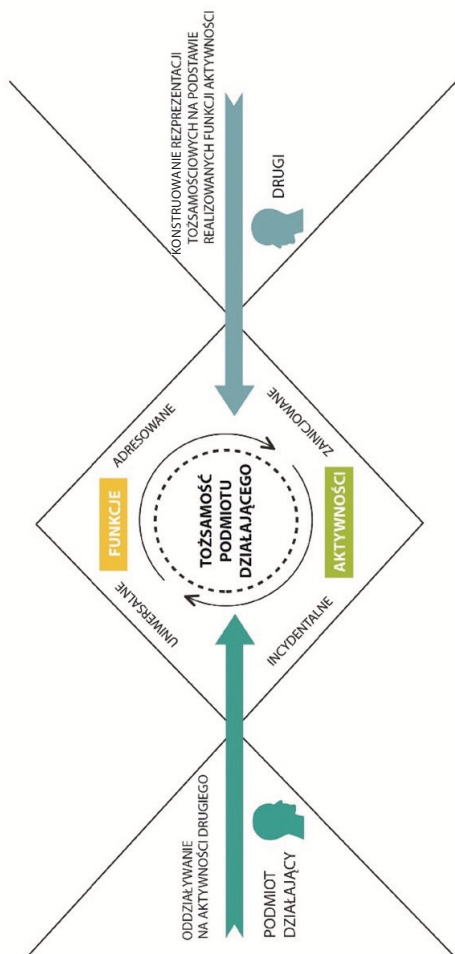 ODDZIAŁYWANIE
NA AKTYWNOŚCI DRUGIEGO
PODMIOT
DZIAŁAJĄCY
UNIWERSALNE
FUNKCJE
ADRESOWANE
TOŻSAMOŚĆ
PODMIOTU
DZIAŁAJĄCEGO
INCYDENTALNE
AKTYWNOŚCI
ZAINICJOWANE
KONSTRUOWANIE REZPREZENTACJI
TOŻSAMOŚCIOWYCH NA PODSTAWIE
REALIZOWANYCH FUNKCJI AKTYWNOŚCI
DRUGI